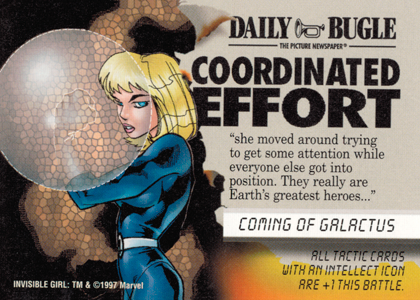 DAILY BUGLE
THE PICTURE NEWSPAPER®
COORDINATED
EFFORT
"she moved around trying
to get some attention while
everyone else got into
position. They really are
Earth's greatest heroes..."
COMING OF GALACTUS
ALL TACTIC CARDS
WITH AN INTELLECT ICON
ARE +1 THIS BATTLE.
INVISIBLE GIRL: TM & ©1997 Marvel